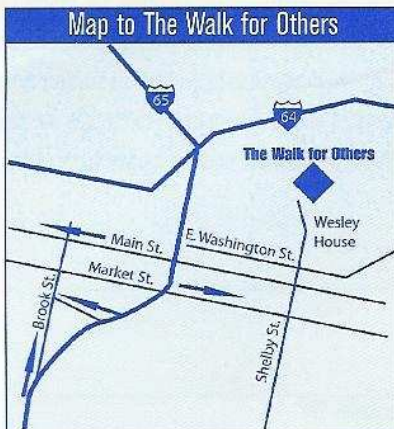 Map to The Walk for Others
65
64
The Walk for Others
Wesley
House
E. Washington St.
Main St.
Market St.
Brook St.
Shelby St.